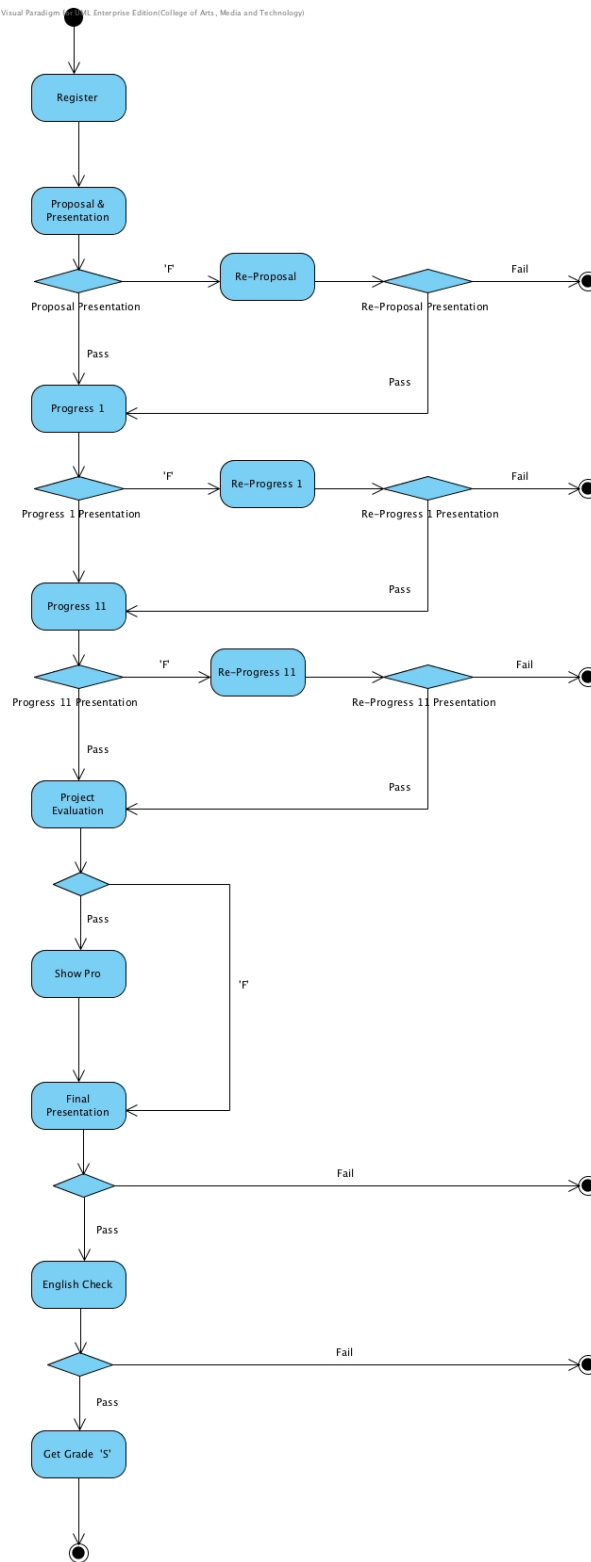 Visual Paradigm for UML Enterprise Edition(College of Arts, Media and Technology)
Register
Proposal &
Presentation
'F'
Re-Proposal
Fail
Proposal Presentation
Re-Proposal Presentation
Pass
Pass
Progress 1
'F'
Re-Progress 1
Fail
Progress 1 Presentation
Re-Progress 1 Presentation
Pass
Progress 11
'F'
Re-Progress 11
Fail
Progress 11 Presentation
Re-Progress 11 Presentation
Pass
Pass
Project
Evaluation
Pass
Show Pro
'F'
Final
Presentation
Fail
Pass
English Check
Fail
Pass
Get Grade 'S'